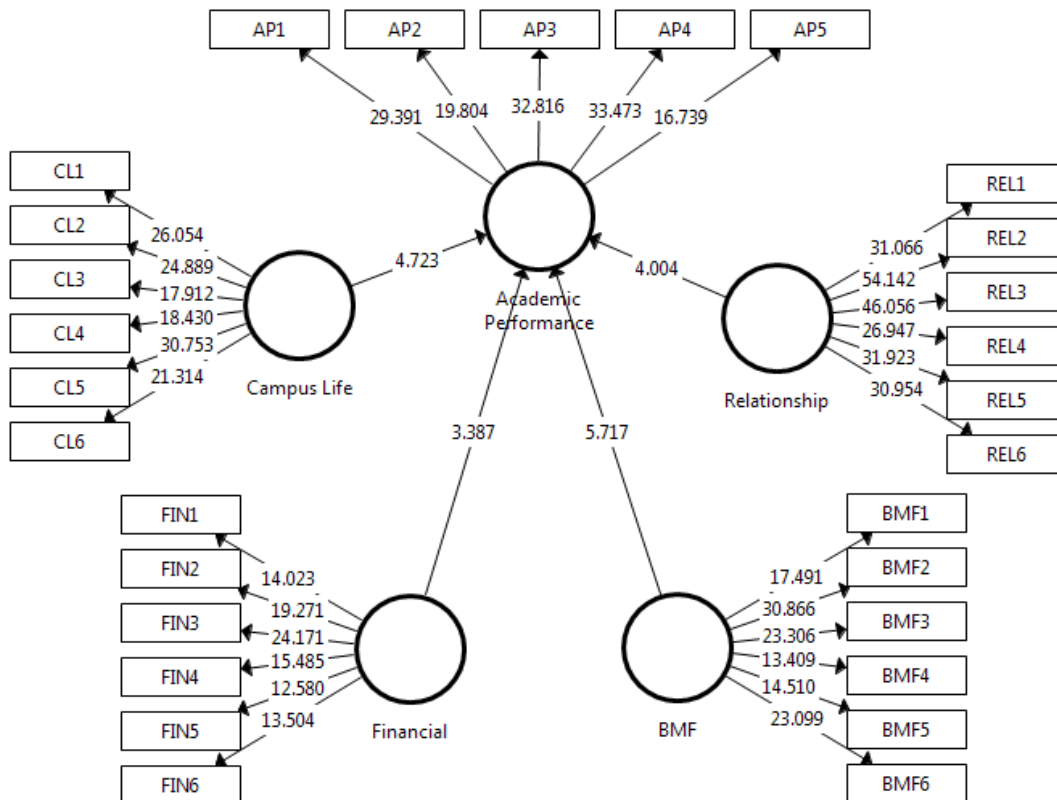 AP1 AP2 AP3 AP4 AP5
29.391 19.804 32.816 33.473 16.739
CL1
CL2
CL3
CL4
CL5
CL6
26.054
24.889
17.912
18.430
30.753
21.314
Campus Life
4.723
Academic
Performance
4.004
REL1
REL2
REL3
REL4
REL5
REL6
31.066
54.142
46.056
26.947
31.923
30.954
Relationship
3.387
5.717
FIN1
FIN2
FIN3
FIN4
FIN5
FIN6
14.023
19.271
24.171
15.485
12.580
13.504
Financial
BMF1
BMF2
BMF3
BMF4
BMF5
BMF6
17.491
30.866
23.306
13.409
14.510
23.099
BMF